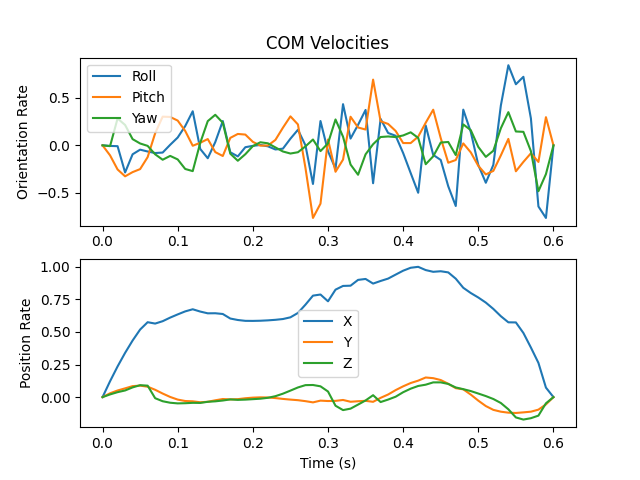 COM Velocities
Orientation Rate
0.5
0.0
−0.5
Roll
Pitch
Yaw
0.0 0.1 0.2 0.3 0.4 0.5 0.6
Position Rate
1.00
0.75
0.50
0.25
0.00
X
Y
Z
0.0 0.1 0.2 0.3 0.4 0.5 0.6
Time (s)